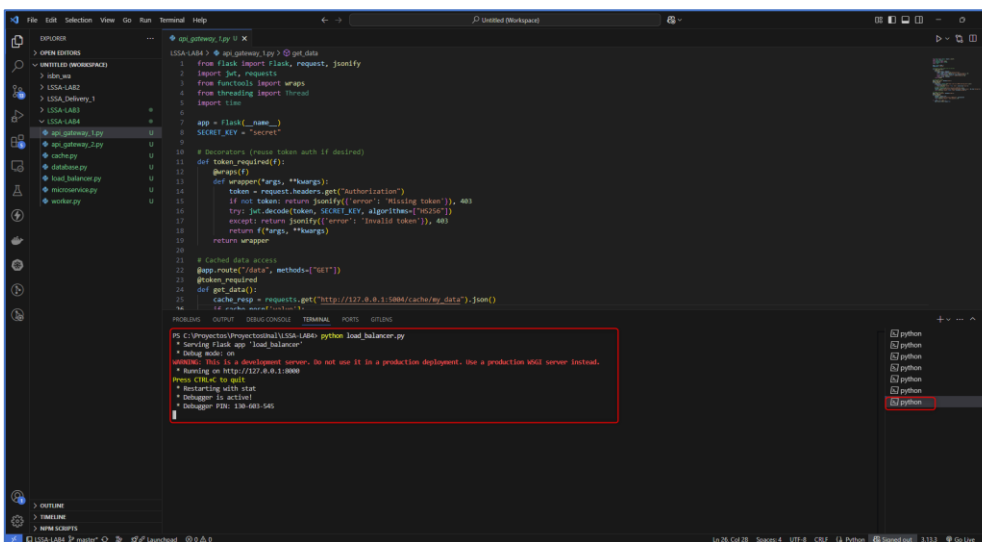 File Edit Selection View Go Run Terminal Help
Untitled (Workspace)
EXPLORER
OPEN EDITORS
UNTITLED (WORKSPACE)
isbn_wa
LSSA-LAB2
LSSA_Delivery_1
LSSA-LAB3
LSSA-LAB4
api_gateway_1.py U
api_gateway_2.py U
cache.py U
database.py U
load_balancer.py U
microservice.py U
worker.py U
OUTLINE
TIMELINE
NPM SCRIPTS
api_gateway_1.py U
LSSA-LAB4 > api_gateway_1.py > get_data
1 from flask import Flask, request, jsonify
2 import jwt, requests
3 from functools import wraps
4 from threading import Thread
5 import time
6
7 app = Flask(__name__)
8 SECRET_KEY = "secret"
9
10 # Decorators (reuse token auth if desired)
11 def token_required(f):
12 @wraps(f)
13 def wrapper(*args, **kwargs):
14 token = request.headers.get("Authorization")
15 if not token: return jsonify({'error': 'Missing token'}), 403
16 try: jwt.decode(token, SECRET_KEY, algorithms=["HS256"])
17 except: return jsonify({'error': 'Invalid token'}), 403
18 return f(*args, **kwargs)
19 return wrapper
20
21 # Cached data access
22 @app.route("/data", methods=["GET"])
23 @token_required
24 def get_data():
25 cache_resp = requests.get("http://127.0.0.1:5004/cache/my_data").json()
PROBLEMS OUTPUT DEBUG CONSOLE TERMINAL PORTS GITLENS
PS C:\Proyectos\ProyectosUnal\LSSA-LAB4> python load_balancer.py
* Serving Flask app 'load_balancer'
* Debug mode: on
WARNING: This is a development server. Do not use it in a production deployment. Use a production WSGI server instead.
* Running on http://127.0.0.1:8000
Press CTRL+C to quit
* Restarting with stat
* Debugger is active!
* Debugger PIN: 130-603-545
python
python
python
python
python
python
python
LSSA-LAB4 master* Launchpad 0 0 Ln 26, Col 28 Spaces: 4 UTF-8 CRLF Python Signed out 3.13.3 Go Live